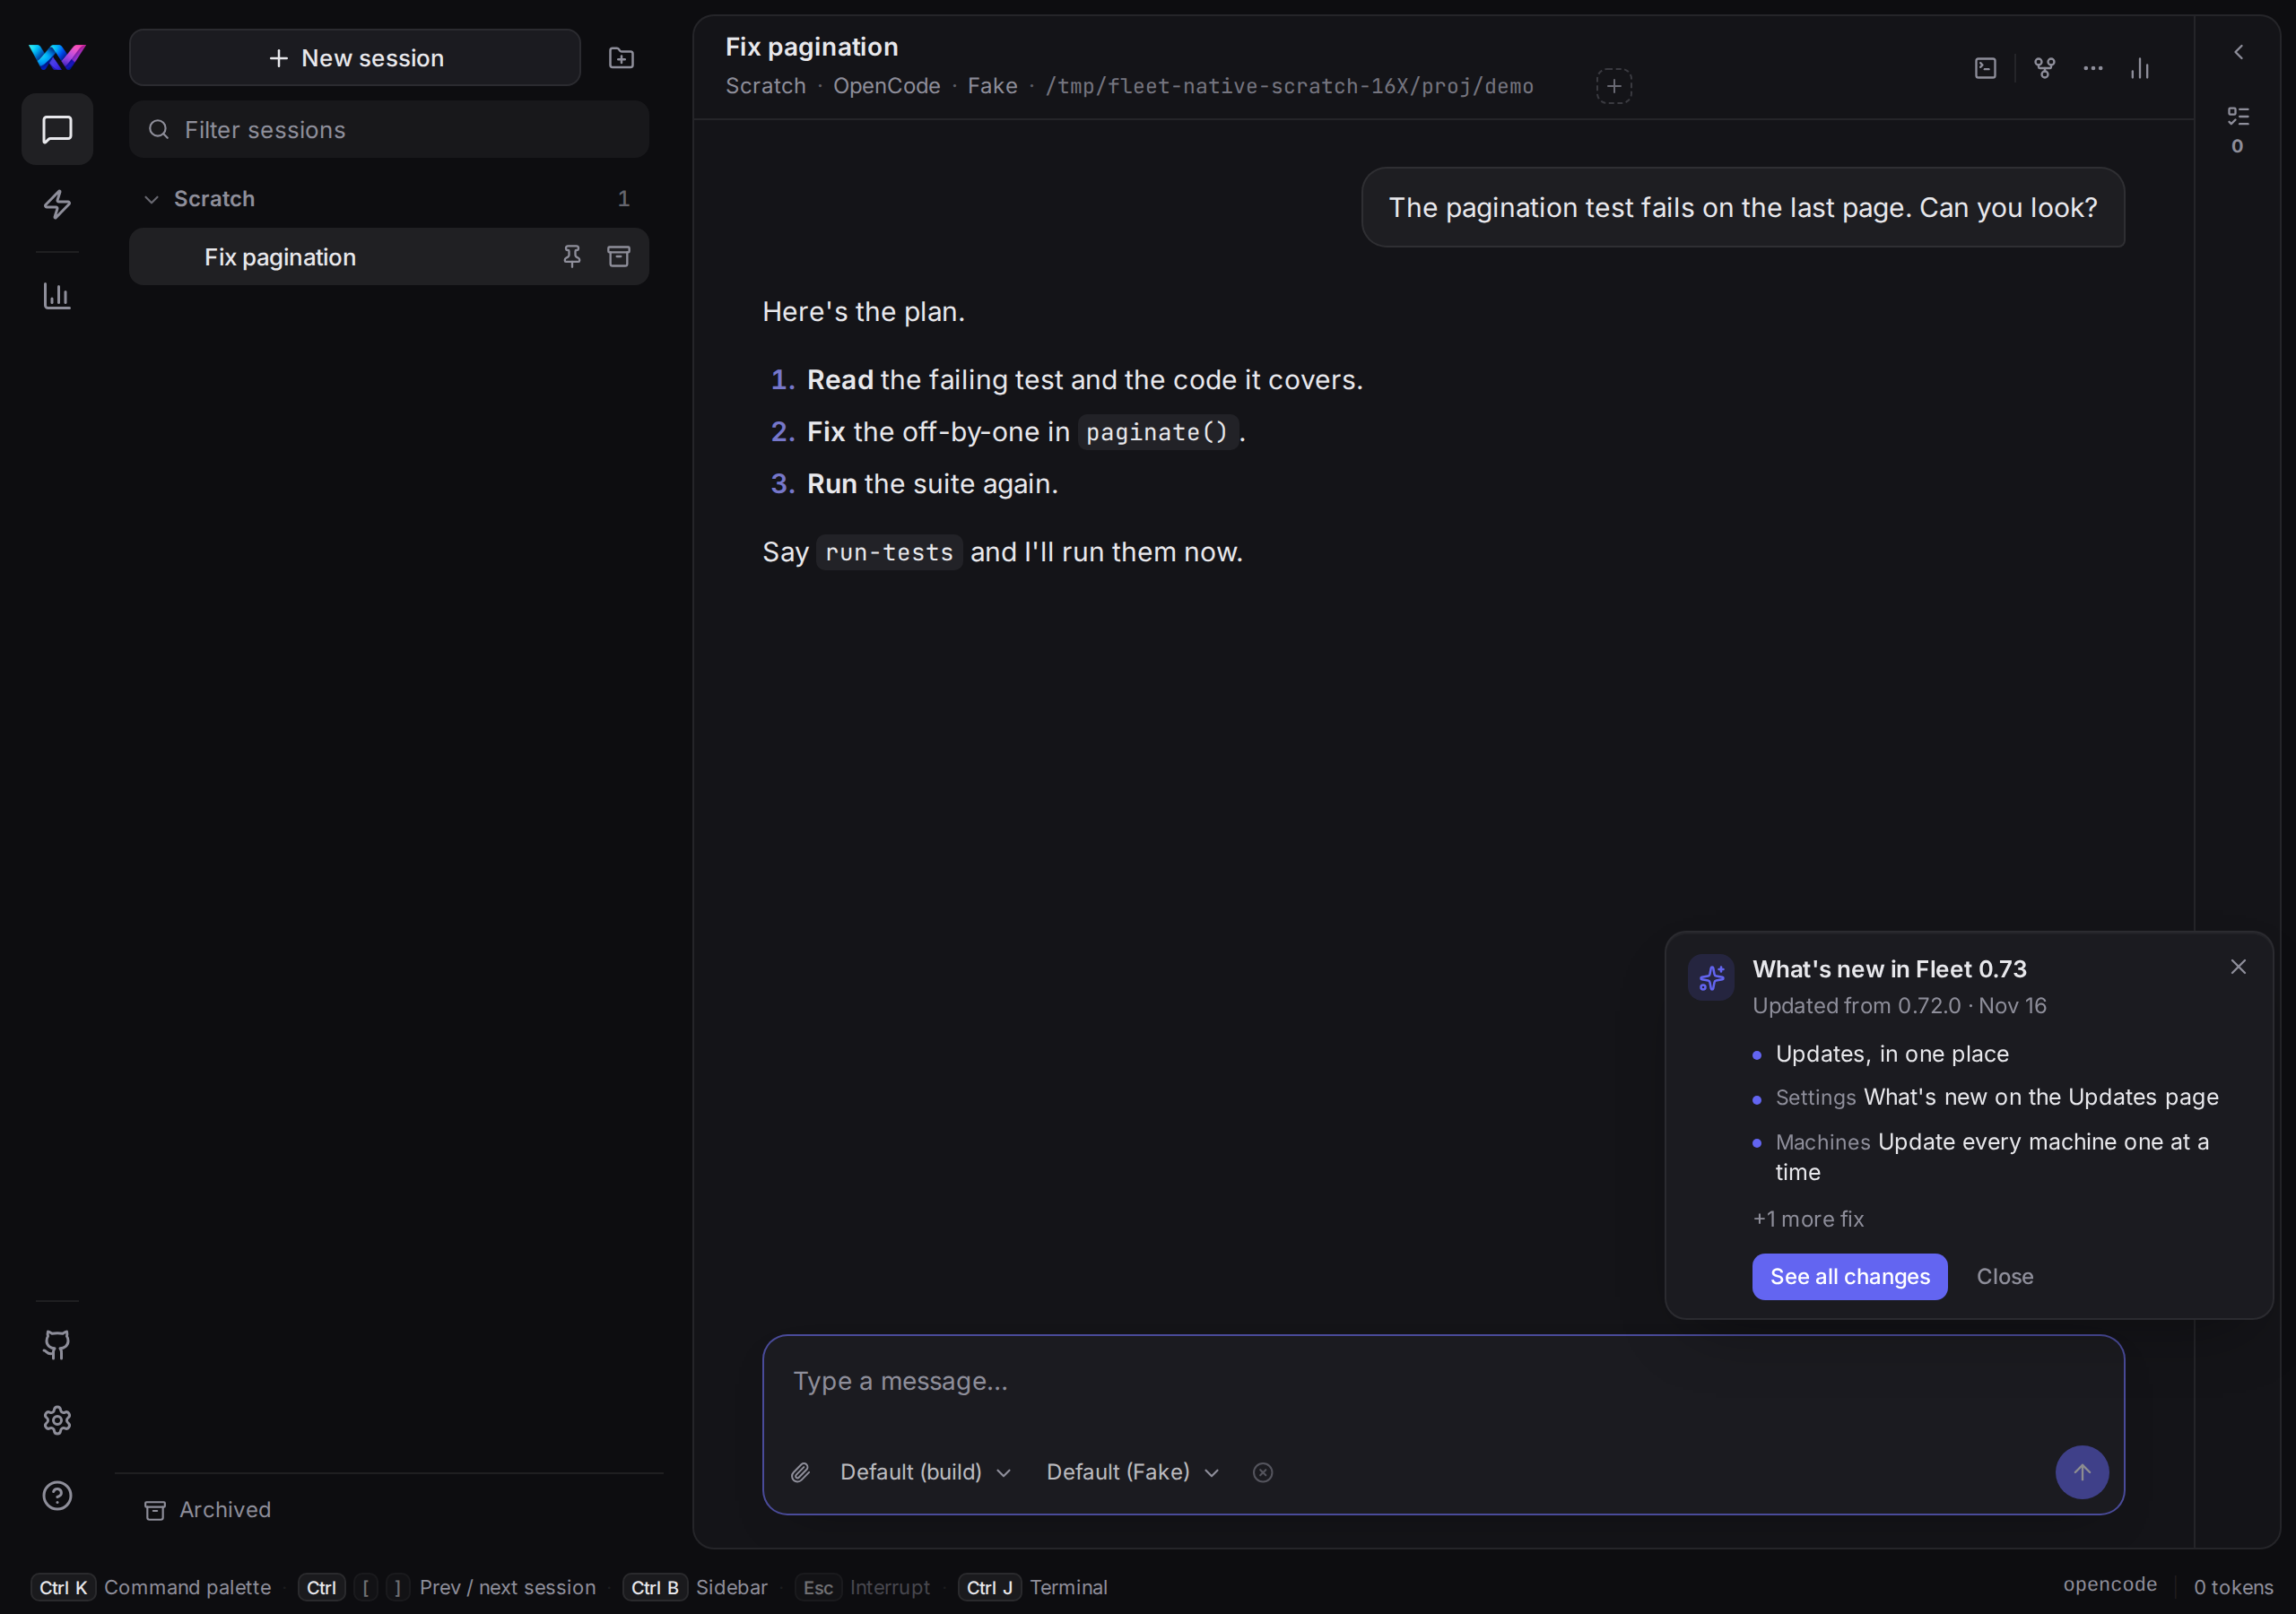 New session
Filter sessions
Scratch 1
Fix pagination
Archived
Fix pagination
Scratch · OpenCode · Fake · /tmp/fleet-native-scratch-16X/proj/demo
0
The pagination test fails on the last page. Can you look?
Here's the plan.
1. Read the failing test and the code it covers.
2. Fix the off-by-one in paginate().
3. Run the suite again.
Say run-tests and I'll run them now.
What's new in Fleet 0.73
Updated from 0.72.0 · Nov 16
Updates, in one place
Settings What's new on the Updates page
Machines Update every machine one at a
time
+1 more fix
See all changes Close
Type a message...
Default (build) Default (Fake)
Ctrl K Command palette · Ctrl [ ] Prev / next session · Ctrl B Sidebar · Esc Interrupt · Ctrl J Terminal
opencode 0 tokens